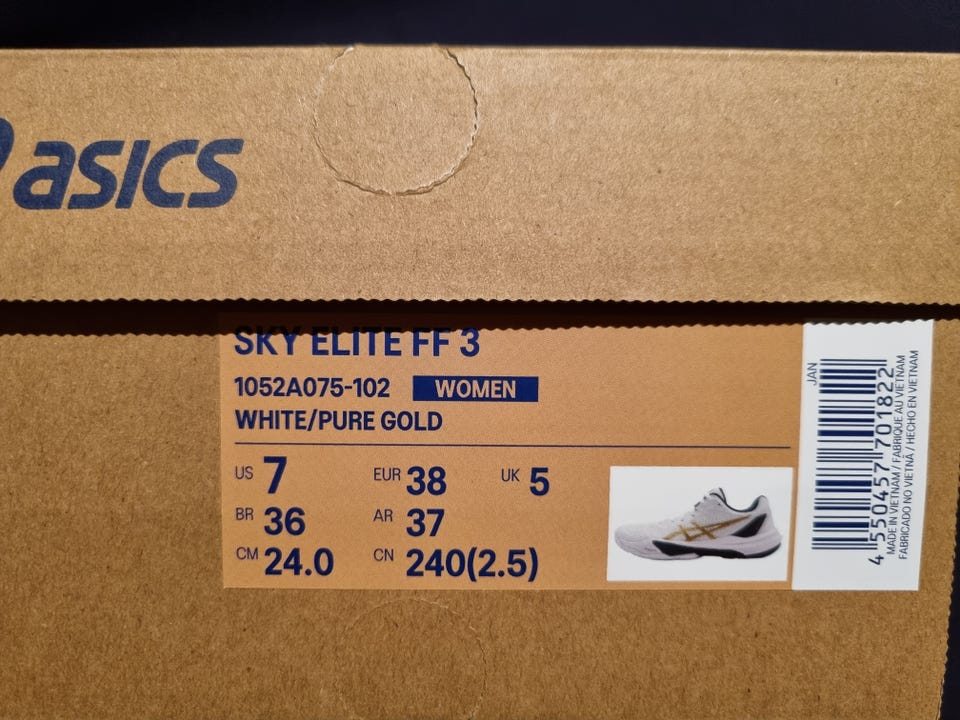 asics
SKY ELiTE FF 3
1052A075-102 WOMEN
WHITE/PURE GOLD
US 7 EUR 38 UK 5
BR 36 AR 37
CM 24.0 CN 240(2.5)
JAN
4 550457 701822
MADE IN VIETNAM / FABRIQUÉ AU VIETNAM
FABRICADO NO VIETNÃ / HECHO EN VIETNAM